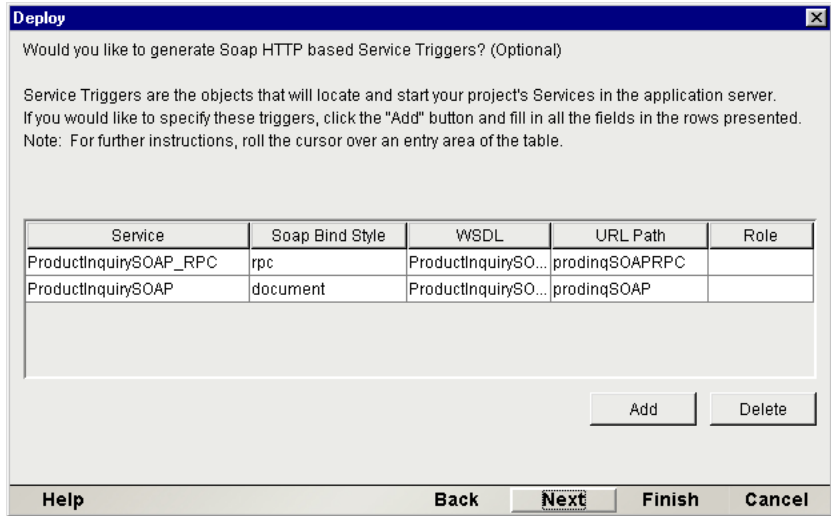 Deploy
Would you like to generate Soap HTTP based Service Triggers? (Optional)
Service Triggers are the objects that will locate and start your project's Services in the application server.
If you would like to specify these triggers, click the "Add" button and fill in all the fields in the rows presented.
Note: For further instructions, roll the cursor over an entry area of the table.
Service Soap Bind Style WSDL URL Path Role
ProductInquirySOAP_RPC rpc ProductInquirySO... prodinqSOAPRPC
ProductInquirySOAP document ProductInquirySO... prodinqSOAP
Add Delete
Help Back Next Finish Cancel